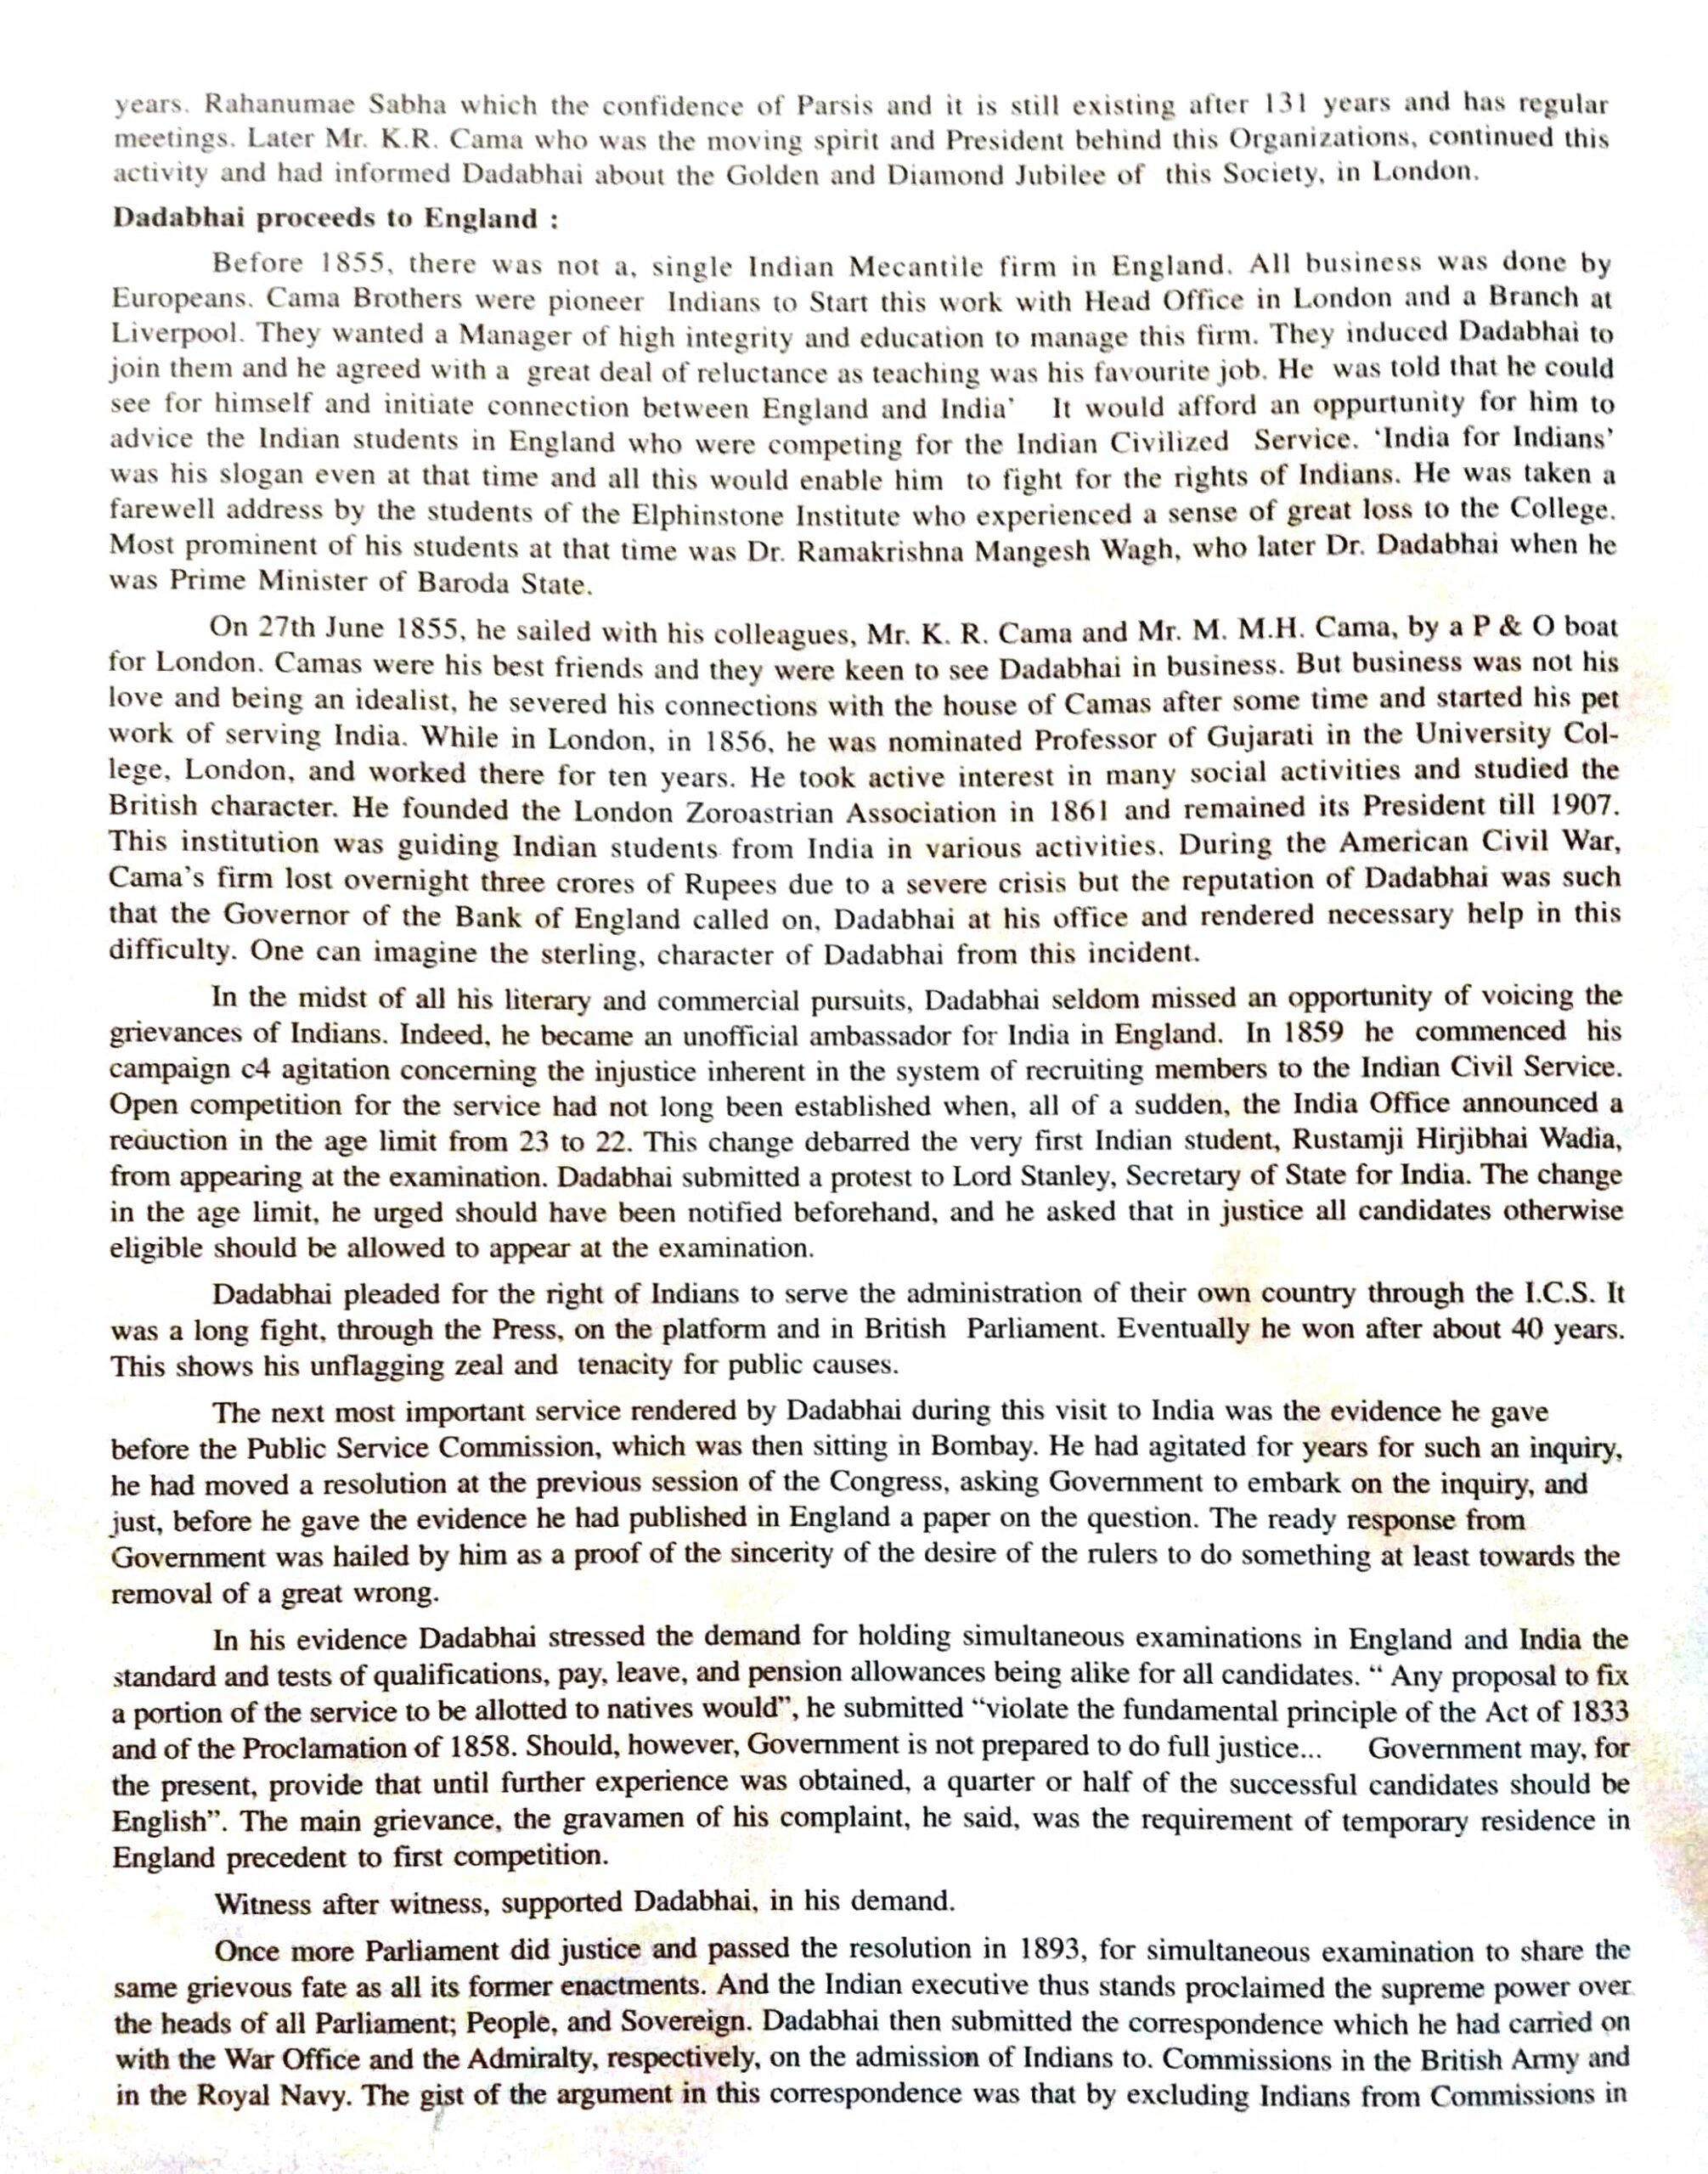 years. Rahanumae Sabha which the confidence of Parsis and it is still existing after 131 years and has regular
meetings. Later Mr. K.R. Cama who was the moving spirit and President behind this Organizations, continued this
activity and had informed Dadabhai about the Golden and Diamond Jubilee of this Society, in London.
Dadabhai proceeds to England :
Before 1855, there was not a, single Indian Mecantile firm in England. All business was done by
Europeans. Cama Brothers were pioneer Indians to Start this work with Head Office in London and a Branch at
Liverpool. They wanted a Manager of high integrity and education to manage this firm. They induced Dadabhai to
join them and he agreed with a great deal of reluctance as teaching was his favourite job. He was told that he could
see for himself and initiate connection between England and India' It would afford an oppurtunity for him to
advice the Indian students in England who were competing for the Indian Civilized Service. 'India for Indians'
was his slogan even at that time and all this would enable him to fight for the rights of Indians. He was taken a
farewell address by the students of the Elphinstone Institute who experienced a sense of great loss to the College.
Most prominent of his students at that time was Dr. Ramakrishna Mangesh Wagh, who later Dr. Dadabhai when he
was Prime Minister of Baroda State.
On 27th June 1855, he sailed with his colleagues, Mr. K. R. Cama and Mr. M. M.H. Cama, by a P & O boat
for London. Camas were his best friends and they were keen to see Dadabhai in business. But business was not his
love and being an idealist, he severed his connections with the house of Camas after some time and started his pet
work of serving India. While in London, in 1856, he was nominated Professor of Gujarati in the University Col-
lege, London, and worked there for ten years. He took active interest in many social activities and studied the
British character. He founded the London Zoroastrian Association in 1861 and remained its President till 1907.
This institution was guiding Indian students from India in various activities. During the American Civil War,
Cama's firm lost overnight three crores of Rupees due to a severe crisis but the reputation of Dadabhai was such
that the Governor of the Bank of England called on, Dadabhai at his office and rendered necessary help in this
difficulty. One can imagine the sterling, character of Dadabhai from this incident.
In the midst of all his literary and commercial pursuits, Dadabhai seldom missed an opportunity of voicing the
grievances of Indians. Indeed, he became an unofficial ambassador for India in England. In 1859 he commenced his
campaign c4 agitation concerning the injustice inherent in the system of recruiting members to the Indian Civil Service.
Open competition for the service had not long been established when, all of a sudden, the India Office announced a
reduction in the age limit from 23 to 22. This change debarred the very first Indian student, Rustamji Hirjibhai Wadia,
from appearing at the examination. Dadabhai submitted a protest to Lord Stanley, Secretary of State for India. The change
in the age limit, he urged should have been notified beforehand, and he asked that in justice all candidates otherwise
eligible should be allowed to appear at the examination.
Dadabhai pleaded for the right of Indians to serve the administration of their own country through the I.C.S. It
was a long fight, through the Press, on the platform and in British Parliament. Eventually he won after about 40 years.
This shows his unflagging zeal and tenacity for public causes.
The next most important service rendered by Dadabhai during this visit to India was the evidence he gave
before the Public Service Commission, which was then sitting in Bombay. He had agitated for years for such an inquiry,
he had moved a resolution at the previous session of the Congress, asking Government to embark on the inquiry, and
just, before he gave the evidence he had published in England a paper on the question. The ready response from
Government was hailed by him as a proof of the sincerity of the desire of the rulers to do something at least towards the
removal of a great wrong.
In his evidence Dadabhai stressed the demand for holding simultaneous examinations in England and India the
standard and tests of qualifications, pay, leave, and pension allowances being alike for all candidates. “ Any proposal to fix
a portion of the service to be allotted to natives would”, he submitted “violate the fundamental principle of the Act of 1833
and of the Proclamation of 1858. Should, however, Government is not prepared to do full justice... Government may, for
the present, provide that until further experience was obtained, a quarter or half of the successful candidates should be
English”. The main grievance, the gravamen of his complaint, he said, was the requirement of temporary residence in
England precedent to first competition.
Witness after witness, supported Dadabhai, in his demand.
Once more Parliament did justice and passed the resolution in 1893, for simultaneous examination to share the
same grievous fate as all its former enactments. And the Indian executive thus stands proclaimed the supreme power over
the heads of all Parliament; People, and Sovereign. Dadabhai then submitted the correspondence which he had carried on
with the War Office and the Admiralty, respectively, on the admission of Indians to. Commissions in the British Army and
in the Royal Navy. The gist of the argument in this correspondence was that by excluding Indians from Commissions in